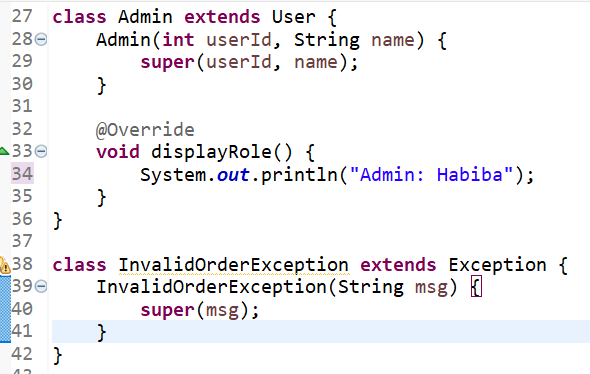 27 class Admin extends User {
28 Admin(int userId, String name) {
29 super(userId, name);
30 }
31
32 @Override
33 void displayRole() {
34 System.out.println("Admin: Habiba");
35 }
36 }
37
38 class InvalidOrderException extends Exception {
39 InvalidOrderException(String msg) {
40 super(msg);
41 }
42 }